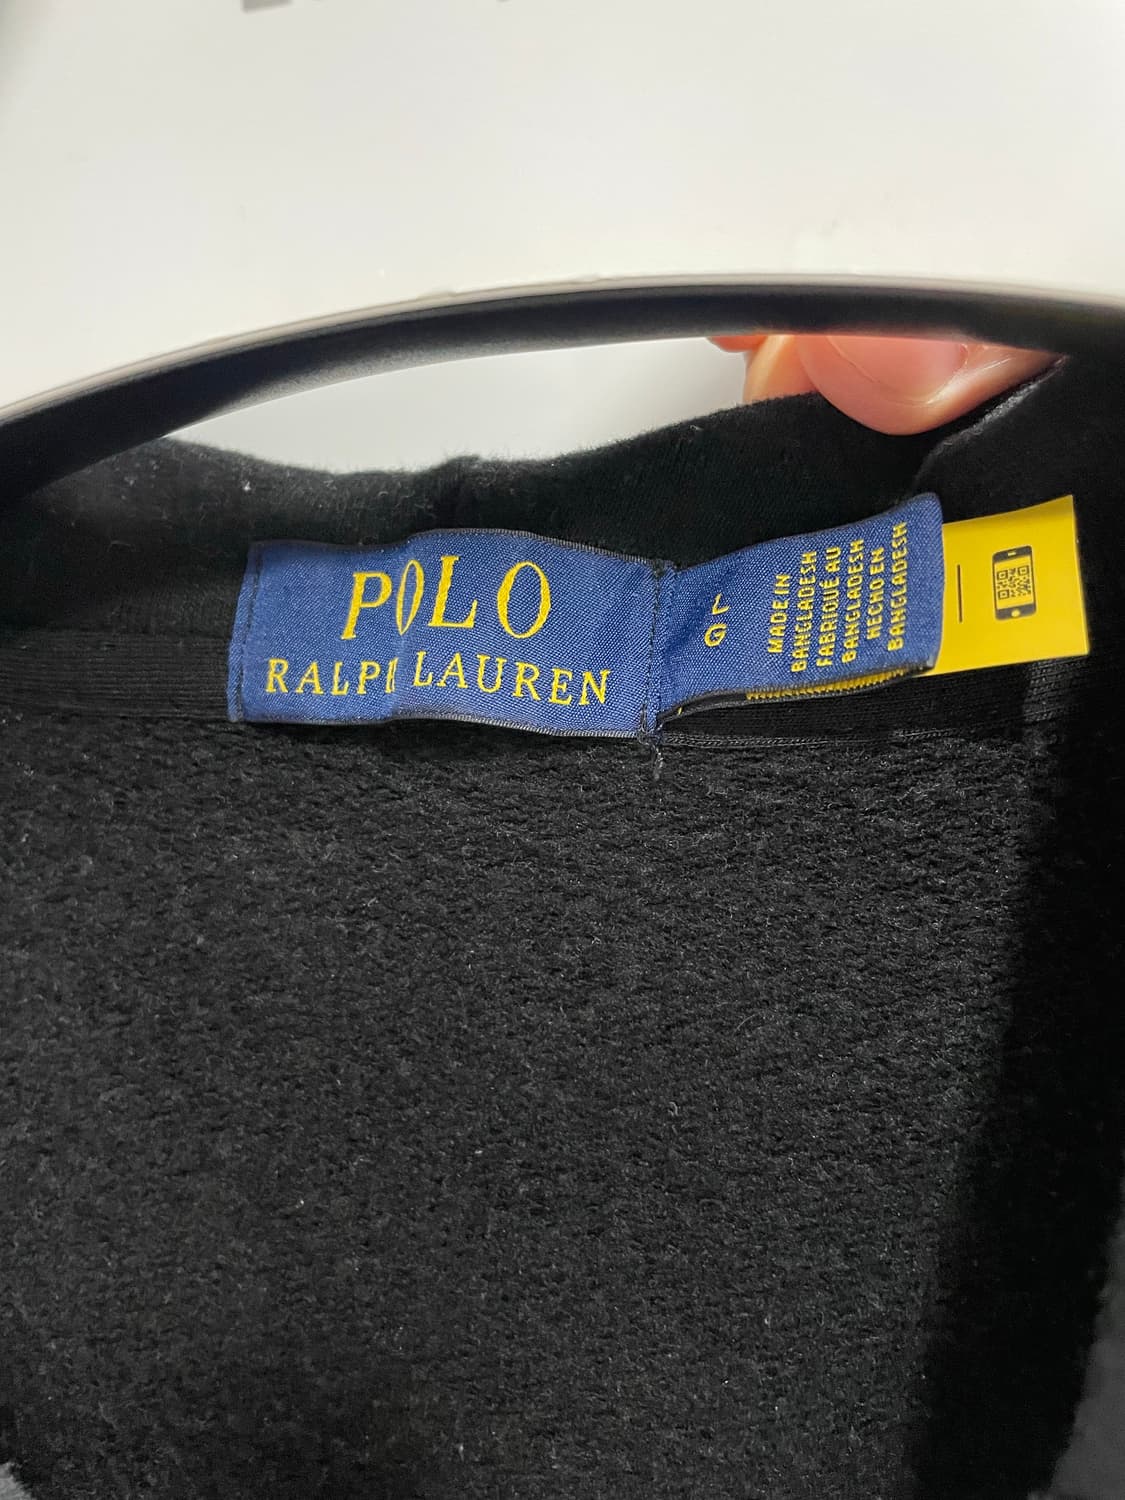 POLO
RALPH LAUREN
L
G
MADE IN
BANGLADESH
FABRIQUÉ AU
BANGLADESH
HECHO EN
BANGLADESH